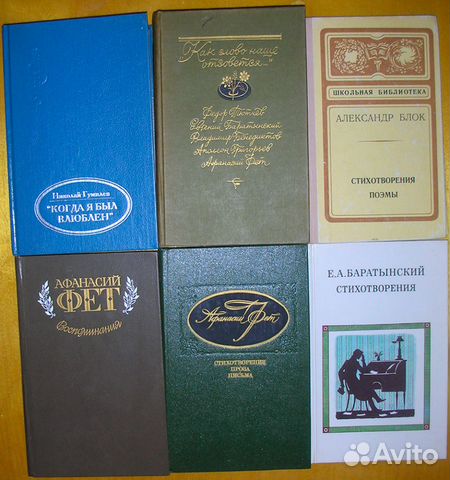 Николай Гумилев
"КОГДА Я БЫЛ
ВЛЮБЛЕН"
"Как слово наше
отзовется..."
Федор Тютчев
Евгений Баратынский
Владимир Бенедиктов
Аполлон Григорьев
Афанасий Фет
ШКОЛЬНАЯ БИБЛИОТЕКА
АЛЕКСАНДР БЛОК
СТИХОТВОРЕНИЯ
ПОЭМЫ
АФАНАСИЙ
ФЕТ
Воспоминания
Афанасий Фет
СТИХОТВОРЕНИЯ
ПРОЗА
ПИСЬМА
Е.А.БАРАТЫНСКИЙ
СТИХОТВОРЕНИЯ
Avito